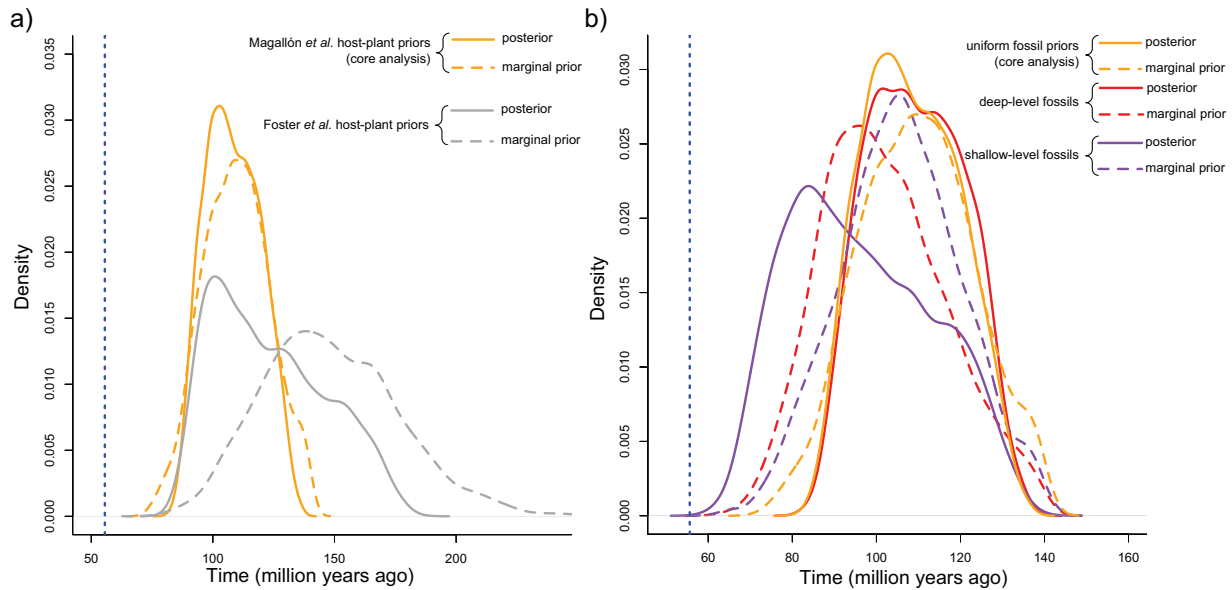 a)
Magallón et al. host-plant priors
(core analysis)
posterior
marginal prior
Foster et al. host-plant priors
posterior
marginal prior
Density
0.000
0.005
0.010
0.015
0.020
0.025
0.030
0.035
50
100
150
200
Time (million years ago)
b)
uniform fossil priors
(core analysis)
posterior
marginal prior
deep-level fossils
posterior
marginal prior
shallow-level fossils
posterior
marginal prior
Density
0.000
0.005
0.010
0.015
0.020
0.025
0.030
60
80
100
120
140
160
Time (million years ago)